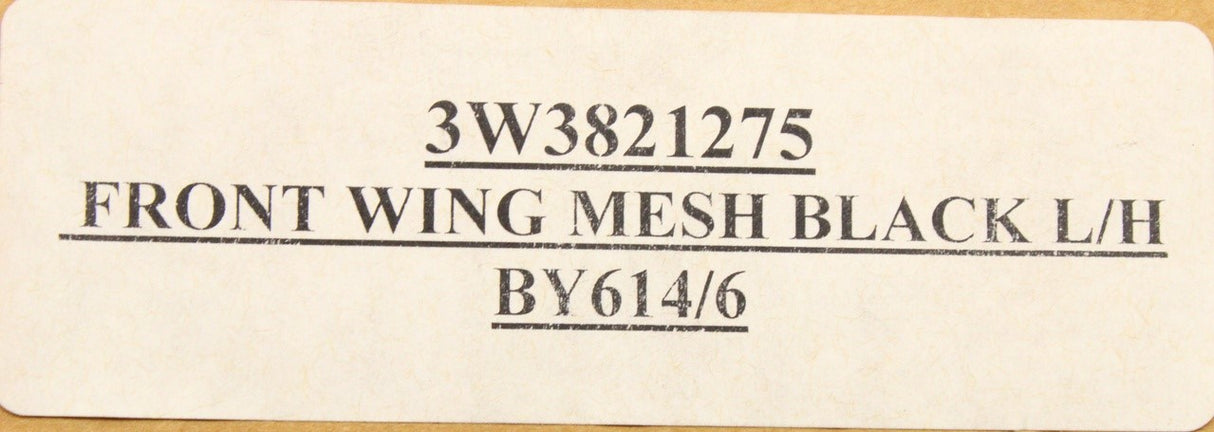 3W3821275
FRONT WING MESH BLACK L/H
BY614/6